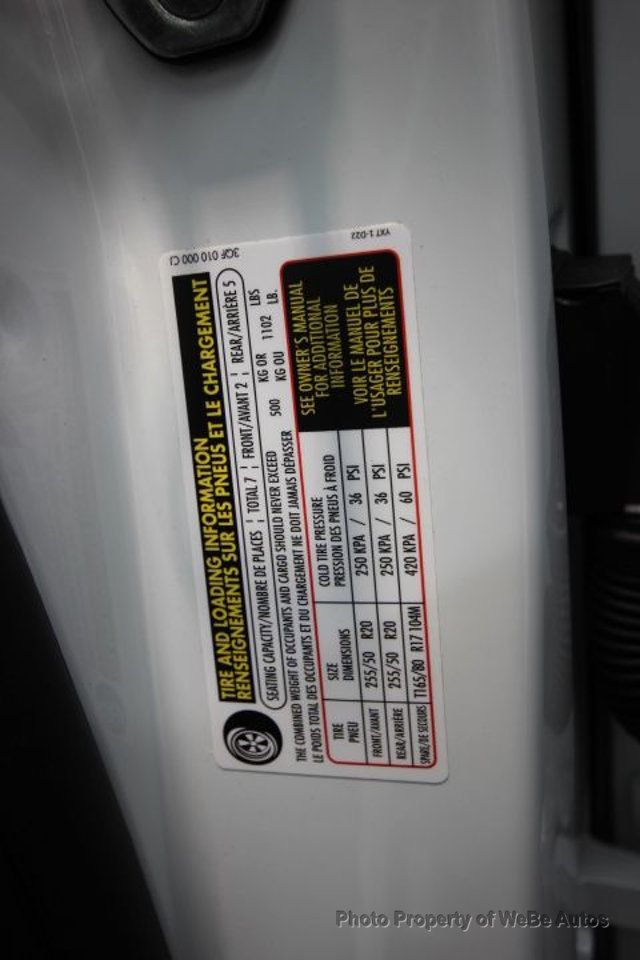 3QF 010 000 CJ
YXT 1-D22
TIRE AND LOADING INFORMATION
RENSEIGNEMENTS SUR LES PNEUS ET LE CHARGEMENT
SEATING CAPACITY/NOMBRE DE PLACES ¦ TOTAL 7 ¦ FRONT/AVANT 2 ¦ REAR/ARRIÈRE 5
THE COMBINED WEIGHT OF OCCUPANTS AND CARGO SHOULD NEVER EXCEED 500 KG OR 1102 LBS
LE POIDS TOTAL DES OCCUPANTS ET DU CHARGEMENT NE DOIT JAMAIS DÉPASSER KG OU LB.
TIRE SIZE COLD TIRE PRESSURE
PNEU DIMENSIONS PRESSION DES PNEUS À FROID
FRONT/AVANT 255/50 R20 250 KPA / 36 PSI
REAR/ARRIÈRE 255/50 R20 250 KPA / 36 PSI
SPARE/DE SECOURS T165/80 R17 104M 420 KPA / 60 PSI
SEE OWNER'S MANUAL
FOR ADDITIONAL
INFORMATION
VOIR LE MANUEL DE
L'USAGER POUR PLUS DE
RENSEIGNEMENTS
Photo Property of WeBe Autos